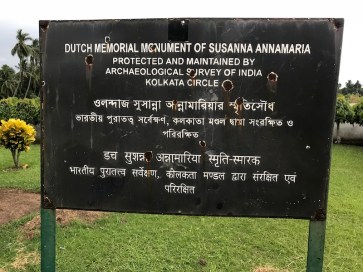 DUTCH MEMORIAL MONUMENT OF SUSANNA ANNAMARIA
PROTECTED AND MAINTAINED BY
ARCHAEOLOGICAL SURVEY OF INDIA
KOLKATA CIRCLE
ওলন্দাজ সুসান্না অন্নামারিয়ার স্মৃতিসৌধ
ভারতীয় পুরাতত্ত্ব সর্বেক্ষণ, কলকাতা মণ্ডল দ্বারা সংরক্ষিত ও
পরিরক্ষিত
डच सुशन्ना अन्नामारिया स्मृति-स्मारक
भारतीय पुरातत्त्व सर्वेक्षण, कोलकाता मण्डल द्वारा संरक्षित एवं
परिरक्षित